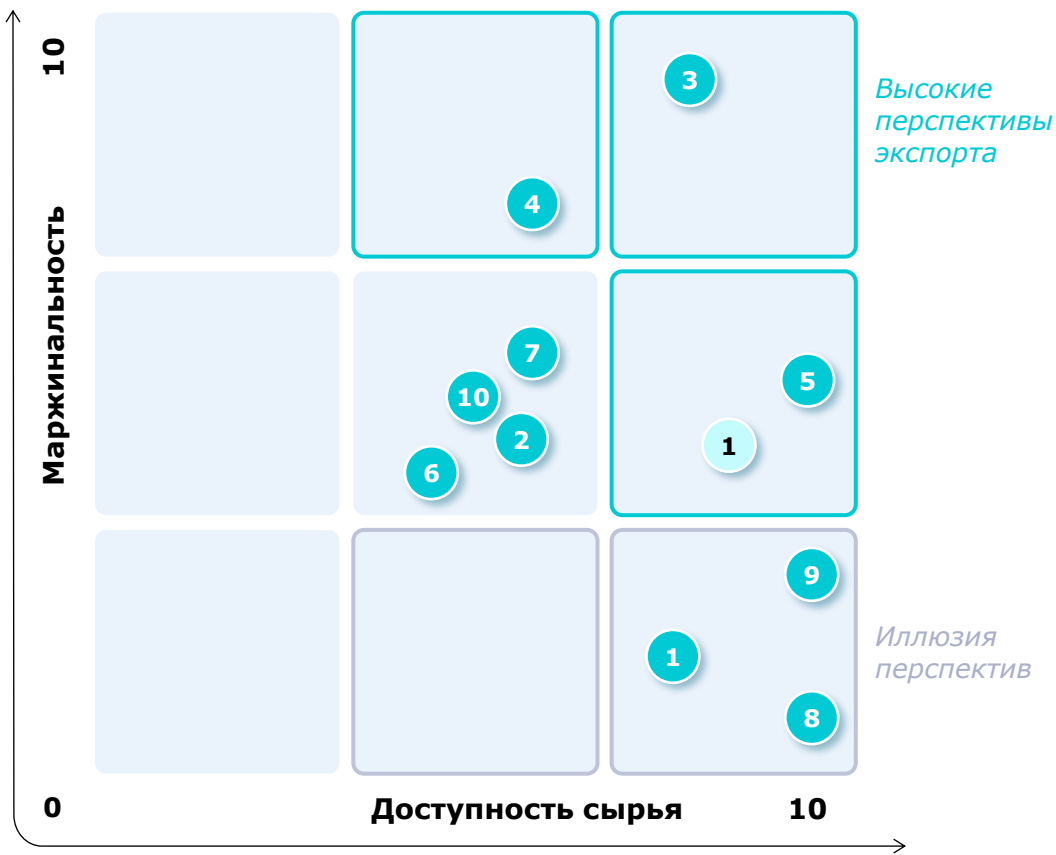 10
Маржинальность
3
4
7
10
2
6
5
1
9
1
8
Высокие
перспективы
экспорта
Иллюзия
перспектив
0
Доступность сырья
10